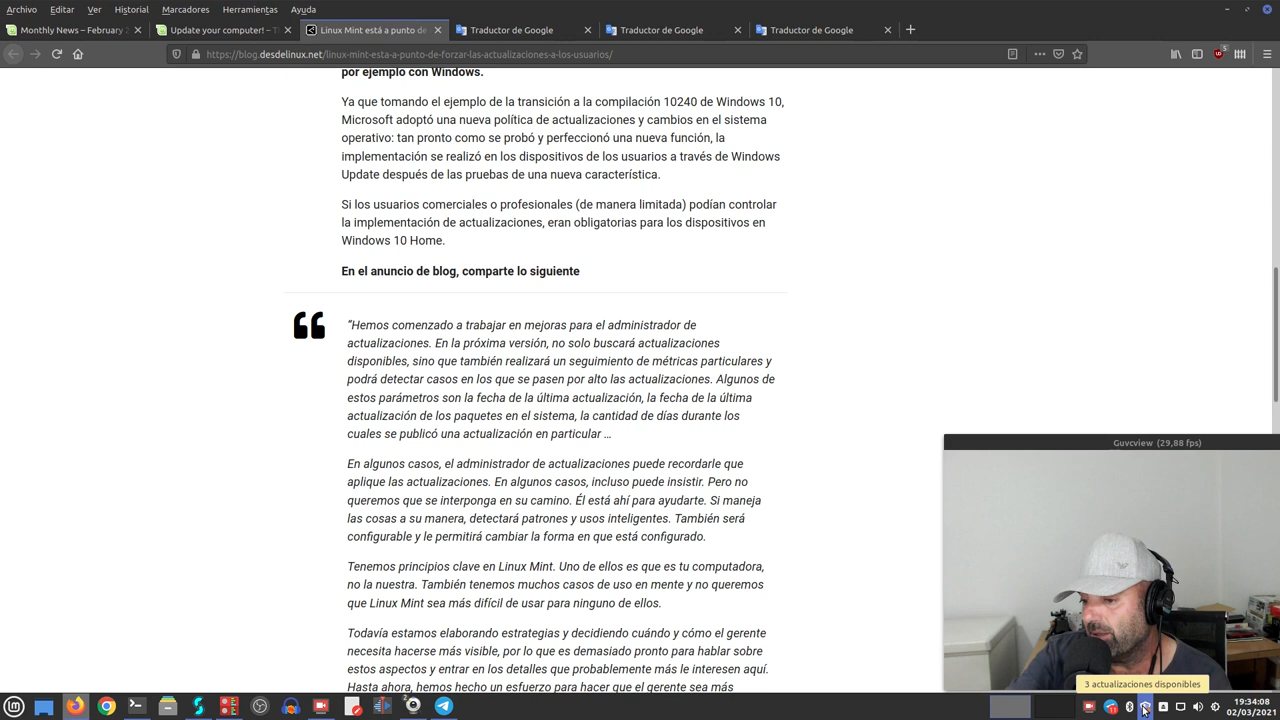 Archivo Editar Ver Historial Marcadores Herramientas Ayuda
Monthly News – February 2
Update your computer! – T
Linux Mint está a punto de
Traductor de Google
Traductor de Google
Traductor de Google
https://blog.desdelinux.net/linux-mint-esta-a-punto-de-forzar-las-actualizaciones-a-los-usuarios/
por ejemplo con Windows.
Ya que tomando el ejemplo de la transición a la compilación 10240 de Windows 10,
Microsoft adoptó una nueva política de actualizaciones y cambios en el sistema
operativo: tan pronto como se probó y perfeccionó una nueva función, la
implementación se realizó en los dispositivos de los usuarios a través de Windows
Update después de las pruebas de una nueva característica.
Si los usuarios comerciales o profesionales (de manera limitada) podían controlar
la implementación de actualizaciones, eran obligatorias para los dispositivos en
Windows 10 Home.
En el anuncio de blog, comparte lo siguiente
“Hemos comenzado a trabajar en mejoras para el administrador de
actualizaciones. En la próxima versión, no solo buscará actualizaciones
disponibles, sino que también realizará un seguimiento de métricas particulares y
podrá detectar casos en los que se pasen por alto las actualizaciones. Algunos de
estos parámetros son la fecha de la última actualización, la fecha de la última
actualización de los paquetes en el sistema, la cantidad de días durante los
cuales se publicó una actualización en particular …
En algunos casos, el administrador de actualizaciones puede recordarle que
aplique las actualizaciones. En algunos casos, incluso puede insistir. Pero no
queremos que se interponga en su camino. Él está ahí para ayudarte. Si maneja
las cosas a su manera, detectará patrones y usos inteligentes. También será
configurable y le permitirá cambiar la forma en que está configurado.
Tenemos principios clave en Linux Mint. Uno de ellos es que es tu computadora,
no la nuestra. También tenemos muchos casos de uso en mente y no queremos
que Linux Mint sea más difícil de usar para ninguno de ellos.
Todavía estamos elaborando estrategias y decidiendo cuándo y cómo el gerente
necesita hacerse más visible, por lo que es demasiado pronto para hablar sobre
estos aspectos y entrar en los detalles que probablemente más le interesen aquí.
Hasta ahora, hemos hecho un esfuerzo para hacer que el gerente sea más
Guvcview (29,88 fps)
3 actualizaciones disponibles
19:34:08
02/03/2021